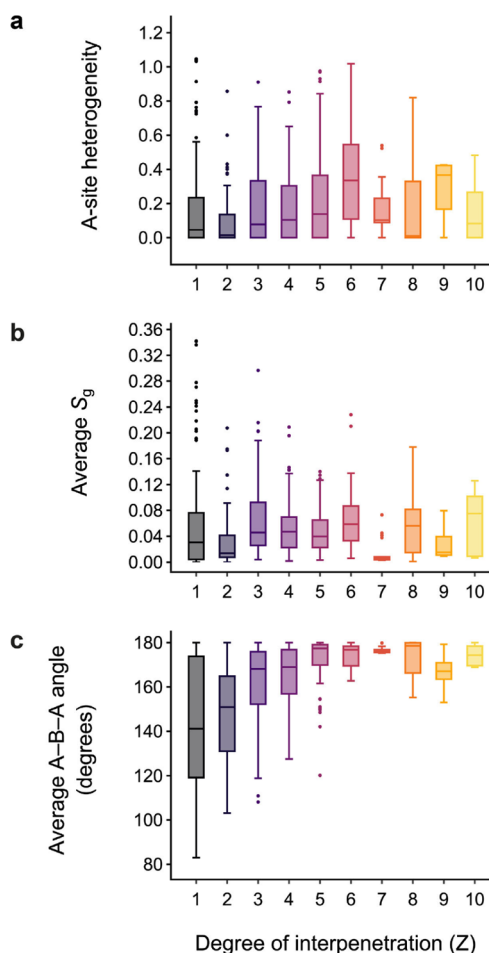 a
A-site heterogeneity
1.2
1.0
0.8
0.6
0.4
0.2
0.0
1 2 3 4 5 6 7 8 9 10
b
Average Sg
0.36
0.32
0.28
0.24
0.20
0.16
0.12
0.08
0.04
0.00
1 2 3 4 5 6 7 8 9 10
c
Average A–B–A angle
(degrees)
180
160
140
120
100
80
1 2 3 4 5 6 7 8 9 10
Degree of interpenetration (Z)